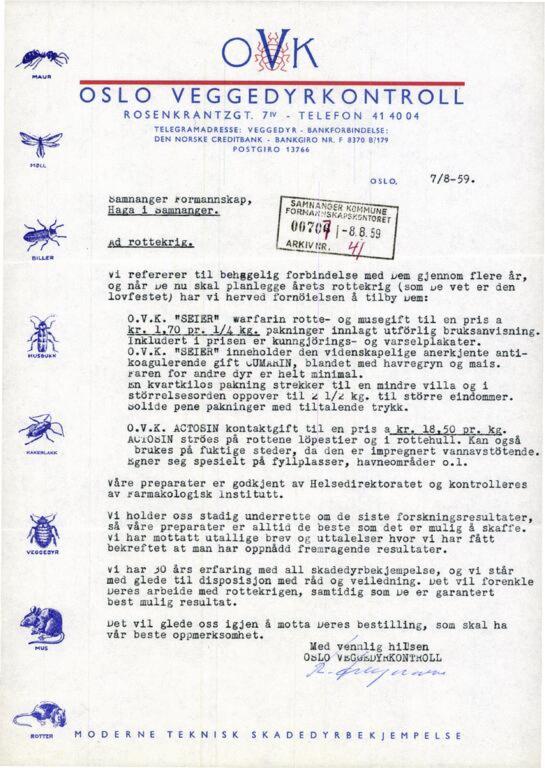 OVK
OSLO VEGGEDYRKONTROLL
ROSENKRANTZGT. 7IV - TELEFON 41 40 04
TELEGRAMADRESSE: VEGGEDYR - BANKFORBINDELSE:
DEN NORSKE CREDITBANK - BANKGIRO NR. F 8370 B/179
POSTGIRO 13766
MAUR
MØLL
BILLER
MUSBUKK
KAKERLAKK
VEGGEDYR
MUS
ROTTER
OSLO, 7/8-59.
Samnanger Formannskap,
Haga i Samnanger.
SAMNANGER KOMMUNE
FORMANNSKAPSKONTORET
-8.8.59
ARKIV NR. 41
Ad rottekrig.
Vi refererer til behagelig forbindelse med Dem gjennom flere år,
og når De nu skal planlegge årets rottekrig (som De vet er den
lovfestet) har vi herved fornöielsen å tilby Dem:
O.V.K. "SEIER" warfarin rotte- og musegift til en pris a
kr. 1,70 pr. 1/4 kg. pakninger innlagt utförlig bruksanvisning.
Inkludert i prisen er kunngjörings- og varselplakater.
O.V.K. "SEIER" inneholder den videnskapelige anerkjente anti-
koagulerende gift CUMARIN, blandet med havregryn og mais.
Faren for andre dyr er helt minimal.
En kvartkilos pakning strekker til en mindre villa og i
störrelsesorden oppover til 2 1/2 kg. til större eiendommer.
Solide pene pakninger med tiltalende trykk.
O.V.K. ACTOSIN kontaktgift til en pris a kr. 18,50 pr. kg.
ACTOSIN ströes på rottene löpestier og i rottehull. Kan også
brukes på fuktige steder, da den er impregnert vannavstötende.
Egner seg spesielt på fyllplasser, havneområder o.l.
Våre preparater er godkjent av Helsedirektoratet og kontrolleres
av Farmakologisk Institutt.
Vi holder oss stadig underrette om de siste forskningsresultater,
så våre preparater er alltid de beste som det er mulig å skaffe.
Vi har mottatt utallige brev og uttalelser hvor vi har fått
bekreftet at man har oppnådd fremragende resultater.
Vi har 30 års erfaring med all skadedyrbekjempelse, og vi står
med glede til disposisjon med råd og veiledning. Det vil forenkle
Deres arbeide med rottekrigen, samtidig som De er garantert
best mulig resultat.
Det vil glede oss igjen å motta Deres bestilling, som skal ha
vår beste oppmerksomhet.
Med vennlig hilsen
OSLO VEGGEDYRKONTROLL
MODERNE TEKNISK SKADEDYRBEKJEMPELSE